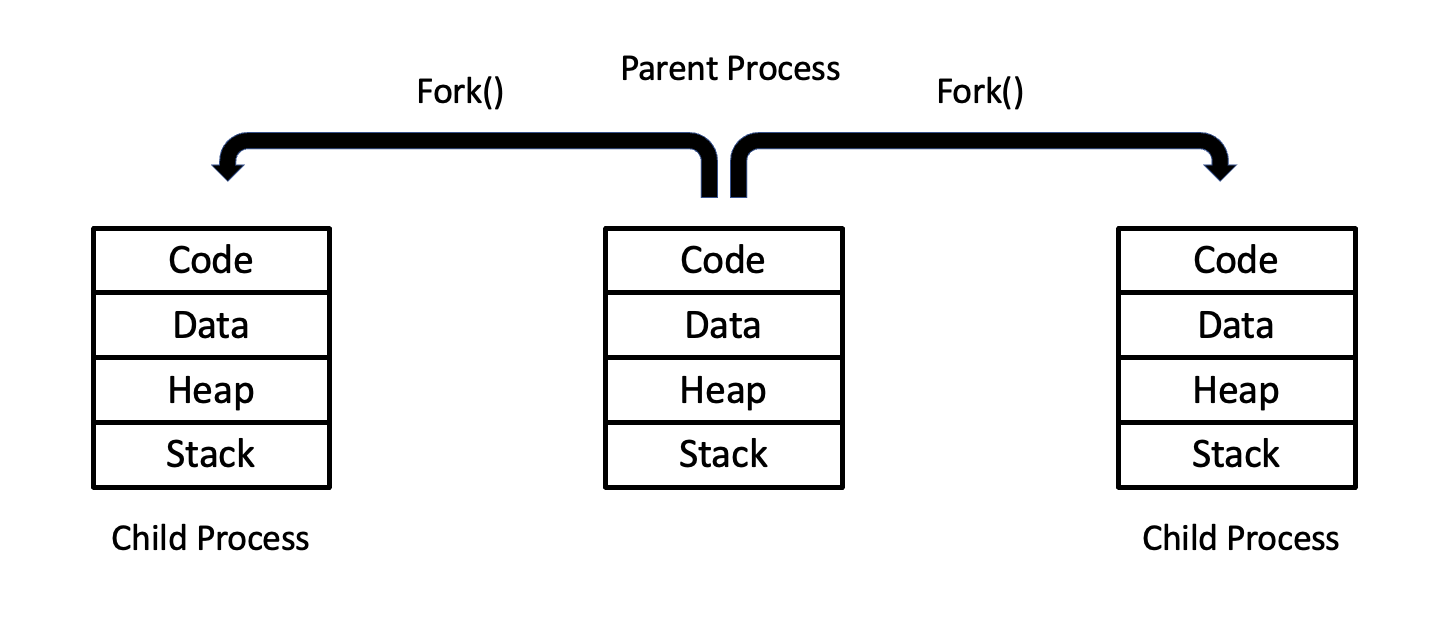 Parent Process
Fork()
Fork()
Code
Data
Heap
Stack
Child Process
Code
Data
Heap
Stack
Code
Data
Heap
Stack
Child Process